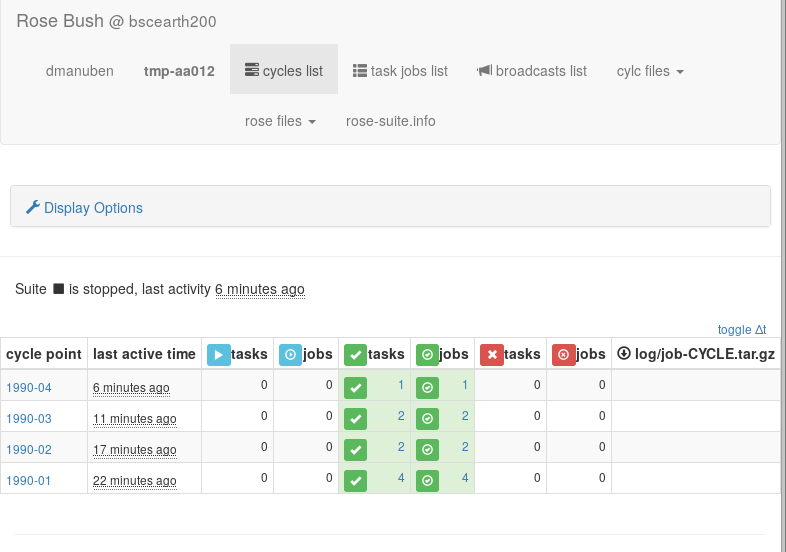 Rose Bush @ bscearth200
dmanuben tmp-aa012 cycles list task jobs list broadcasts list cylc files
rose files rose-suite.info
Display Options
Suite is stopped, last activity 6 minutes ago
toggle Δt
cycle point last active time tasks jobs tasks jobs tasks jobs log/job-CYCLE.tar.gz
1990-04 6 minutes ago 0 0 1 1 0 0
1990-03 11 minutes ago 0 0 2 2 0 0
1990-02 17 minutes ago 0 0 2 2 0 0
1990-01 22 minutes ago 0 0 4 4 0 0